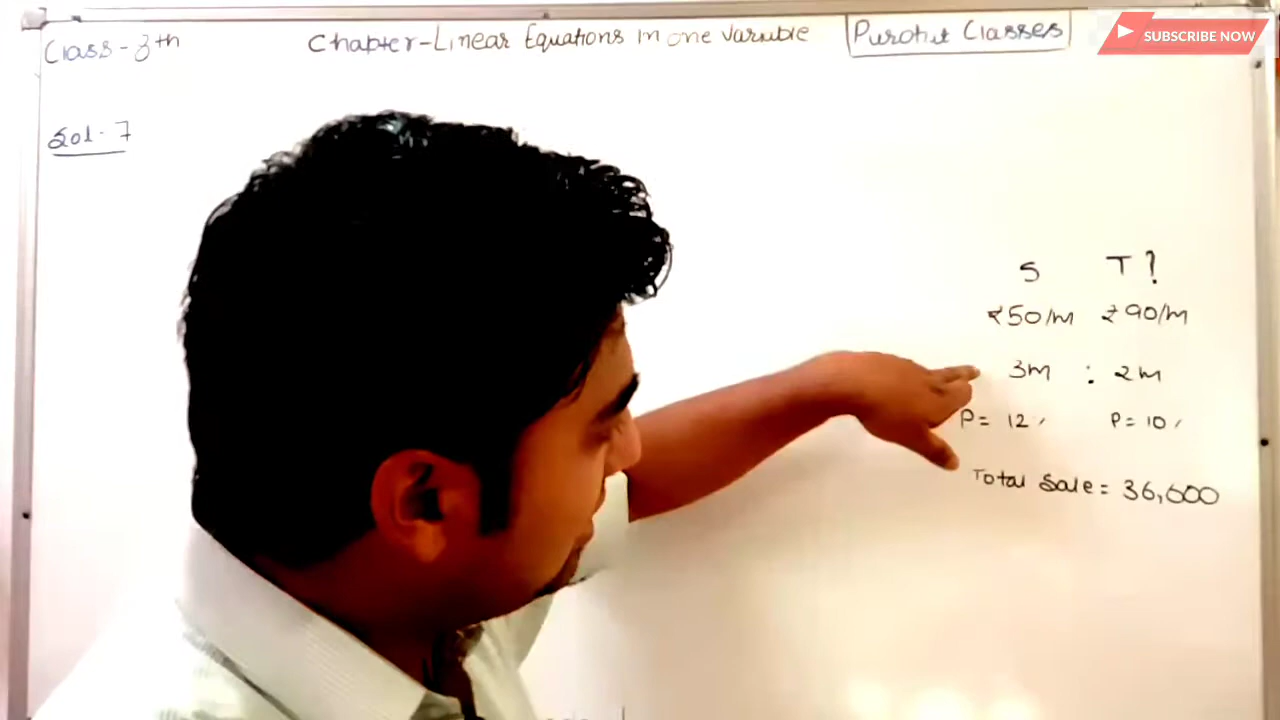 Class - 8th
Chapter-Linear Equations in one variable
Purohit Classes
SUBSCRIBE NOW
Sol. 7
S T ?
₹50/m ₹90/m
3m : 2m
P = 12% P = 10%
Total Sale = 36,600